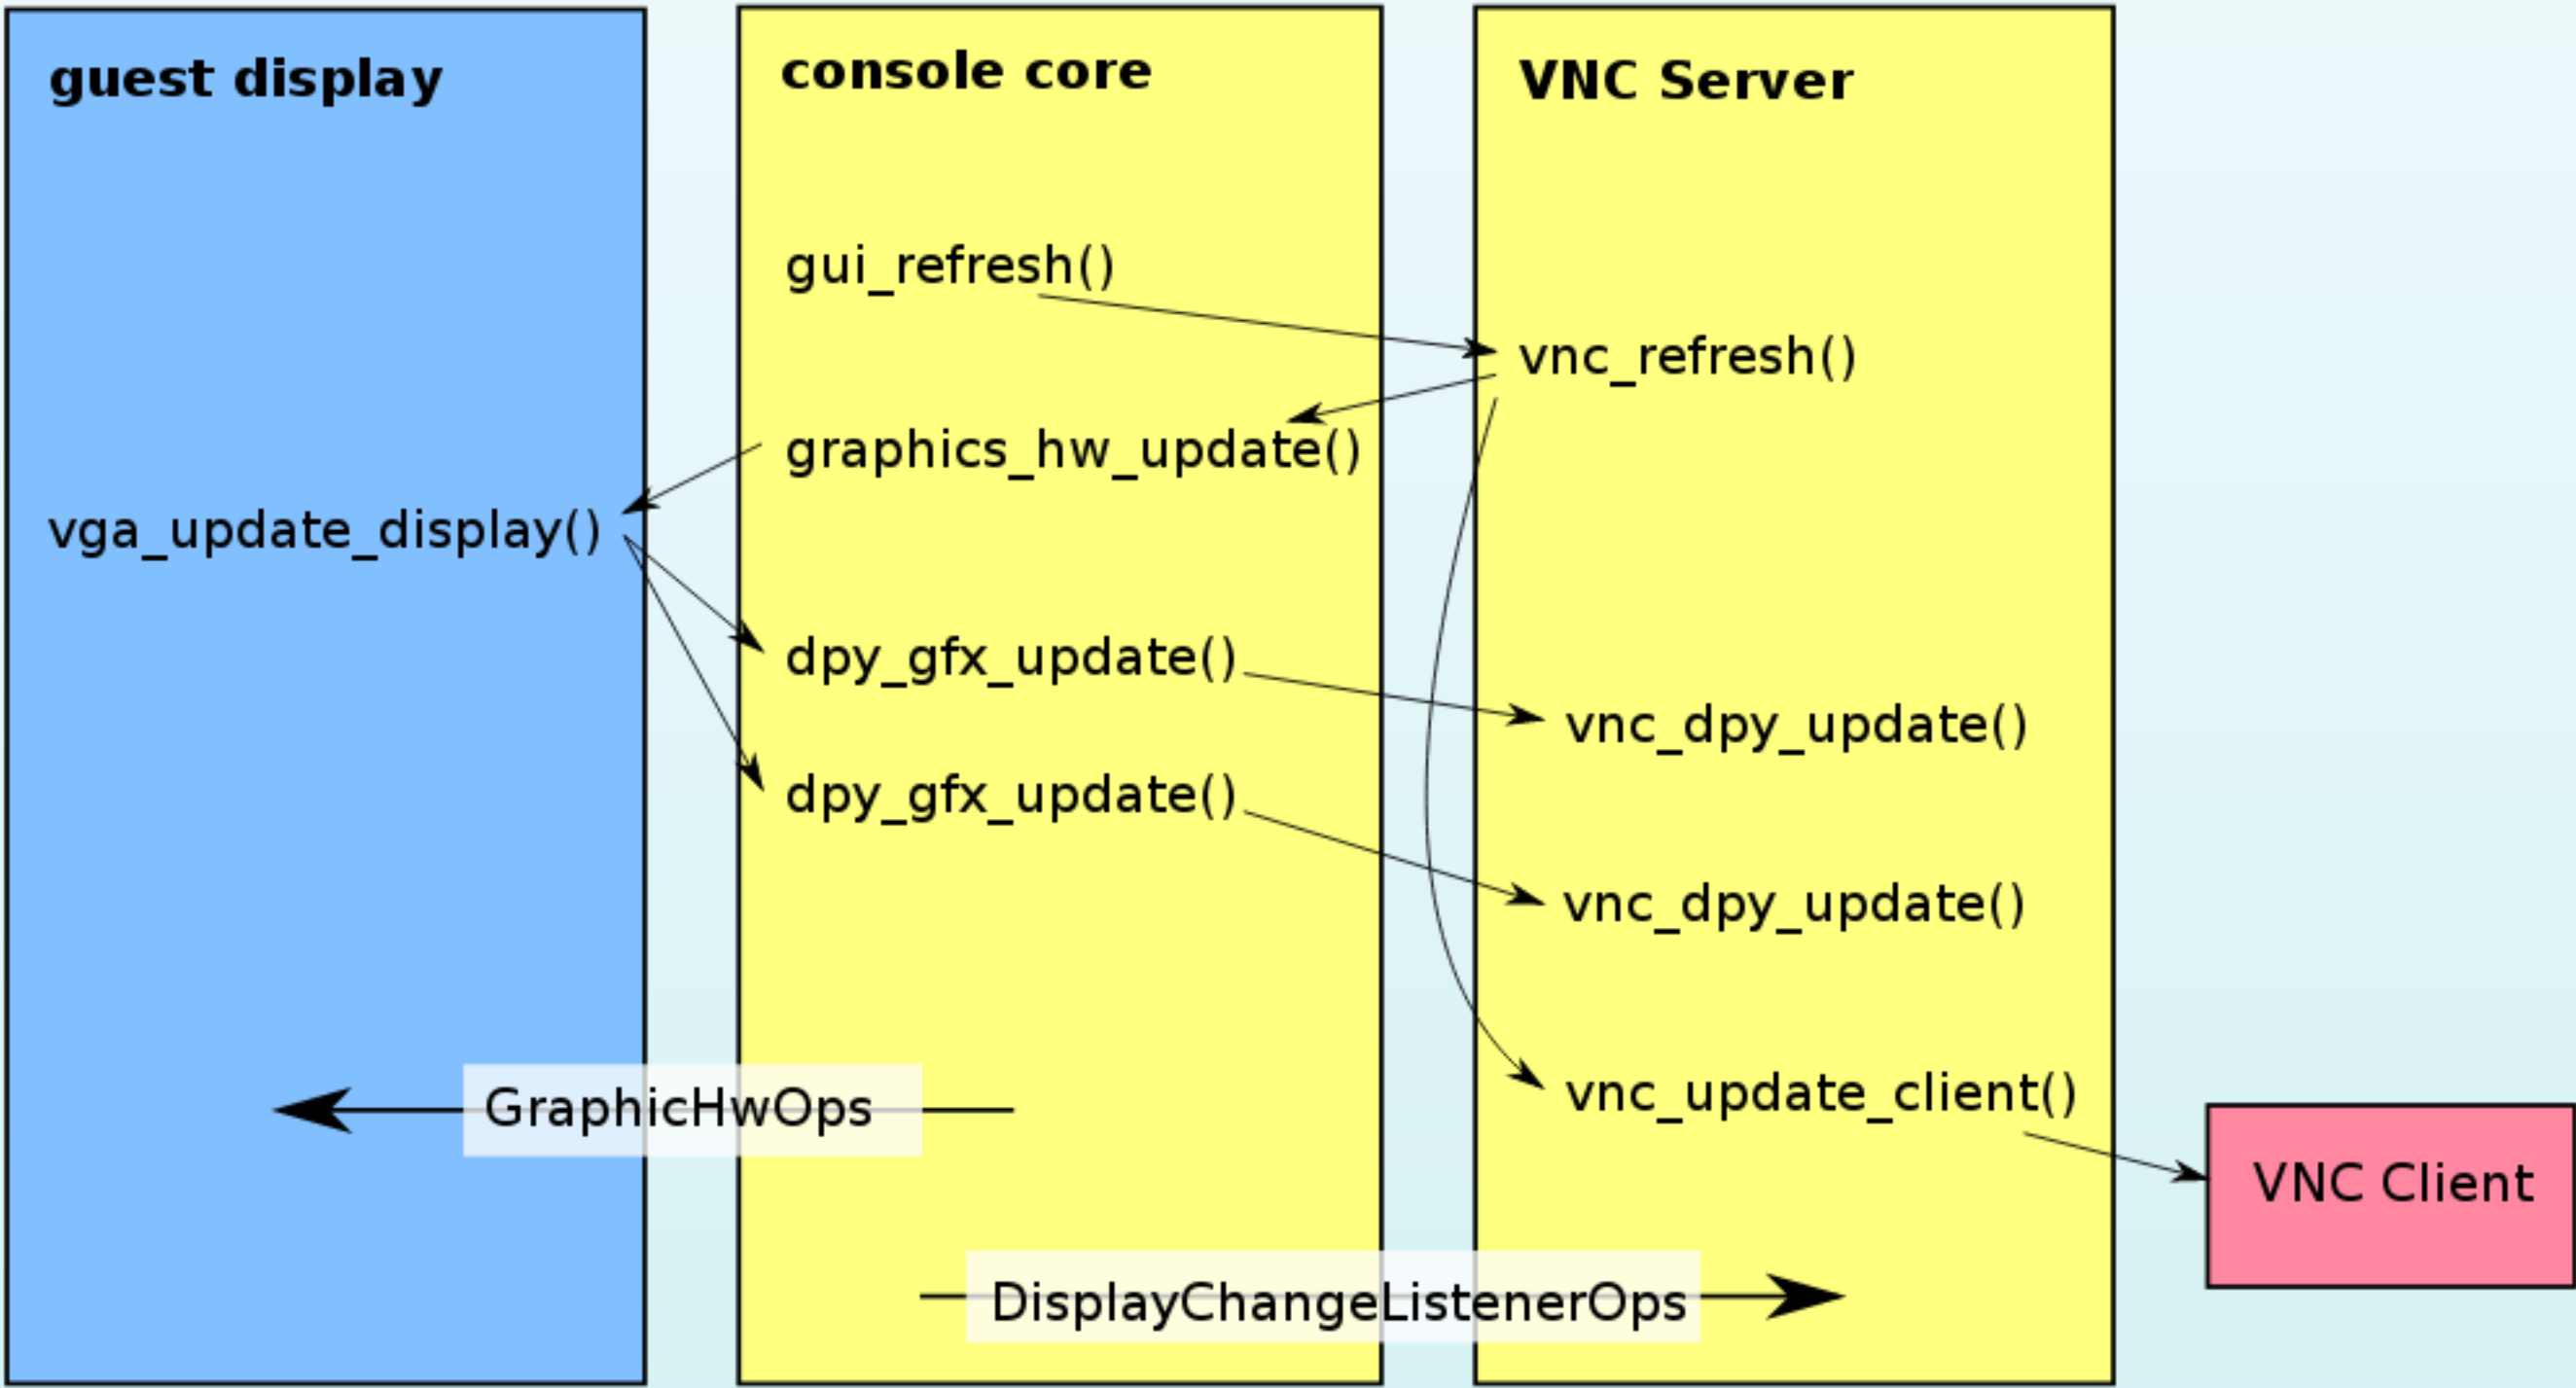 guest display
console core
VNC Server
gui_refresh()
vnc_refresh()
graphics_hw_update()
vga_update_display()
dpy_gfx_update()
vnc_dpy_update()
dpy_gfx_update()
vnc_dpy_update()
vnc_update_client()
GraphicHwOps
VNC Client
DisplayChangeListenerOps